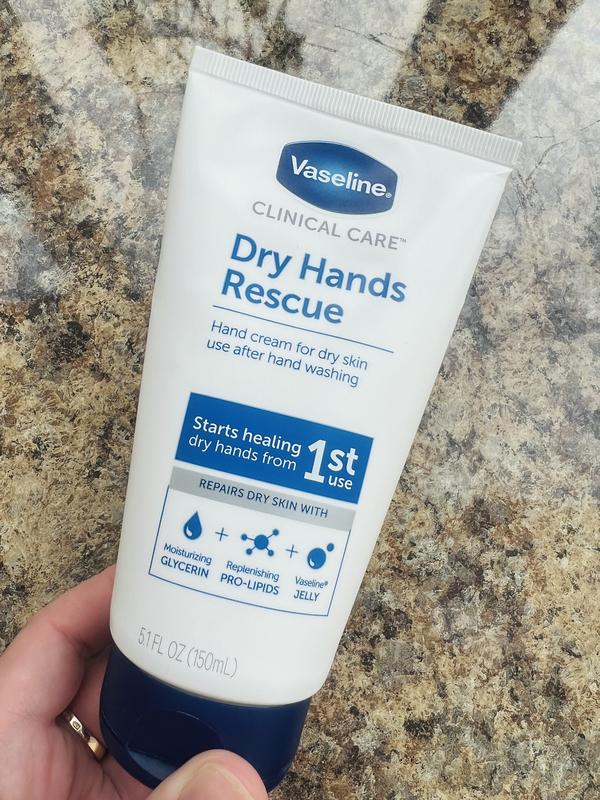 Vaseline®
CLINICAL CARE™
Dry Hands
Rescue
Hand cream for dry skin
use after hand washing
Starts healing
dry hands from
1st
use
REPAIRS DRY SKIN WITH
Moisturizing
GLYCERIN
+
Replenishing
PRO-LIPIDS
+
Vaseline®
JELLY
5.1 FL OZ (150mL)